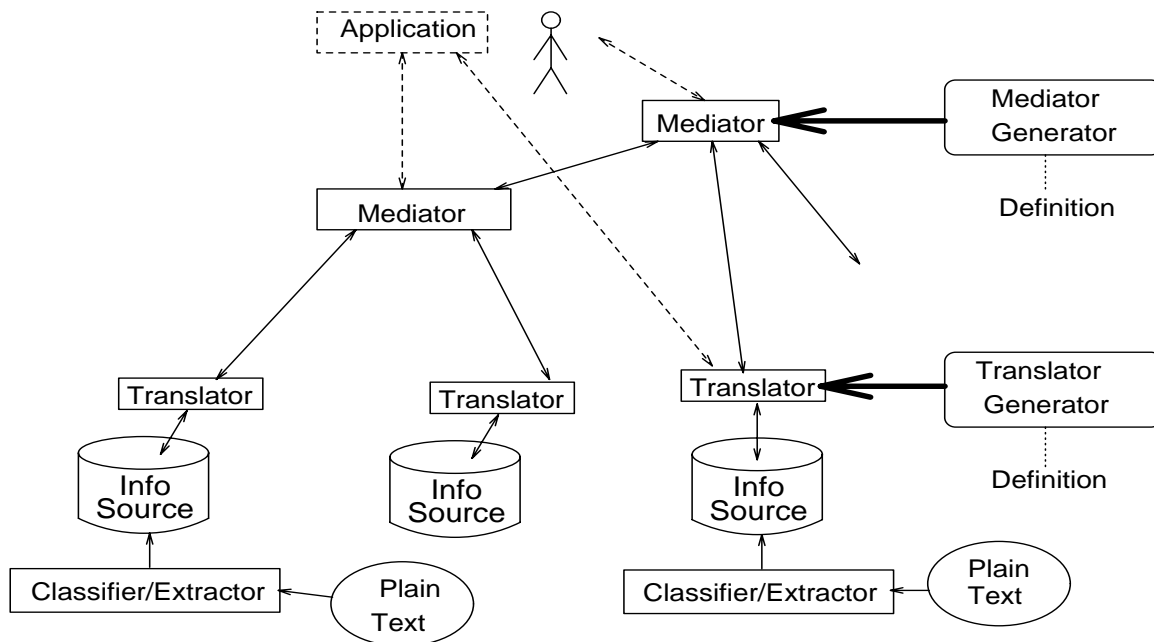 Application
Mediator
Generator
Mediator
Definition
Mediator
Translator
Generator
Translator
Translator
Translator
Definition
Info
Source
Info
Source
Info
Source
Classifier/Extractor
Plain
Text
Classifier/Extractor
Plain
Text